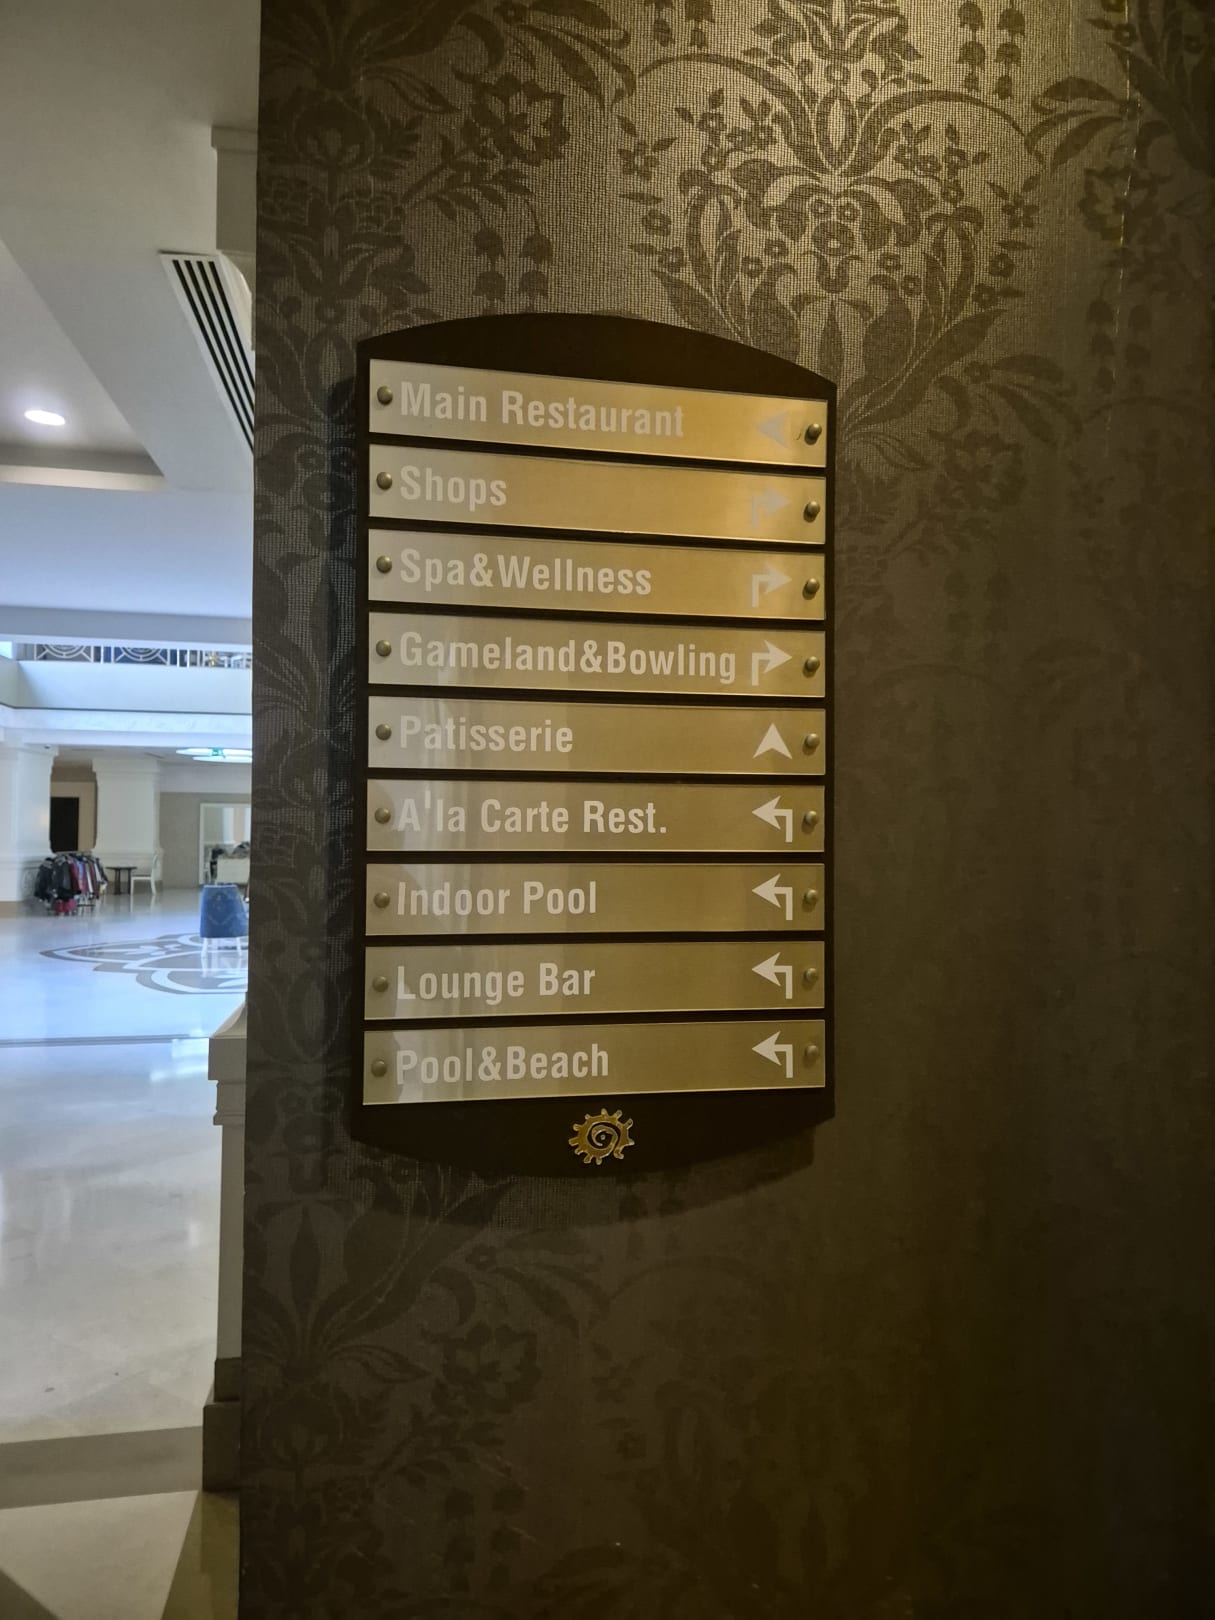 Main Restaurant
Shops
Spa&Wellness
Gameland&Bowling
Patisserie
A'la Carte Rest.
Indoor Pool
Lounge Bar
Pool&Beach